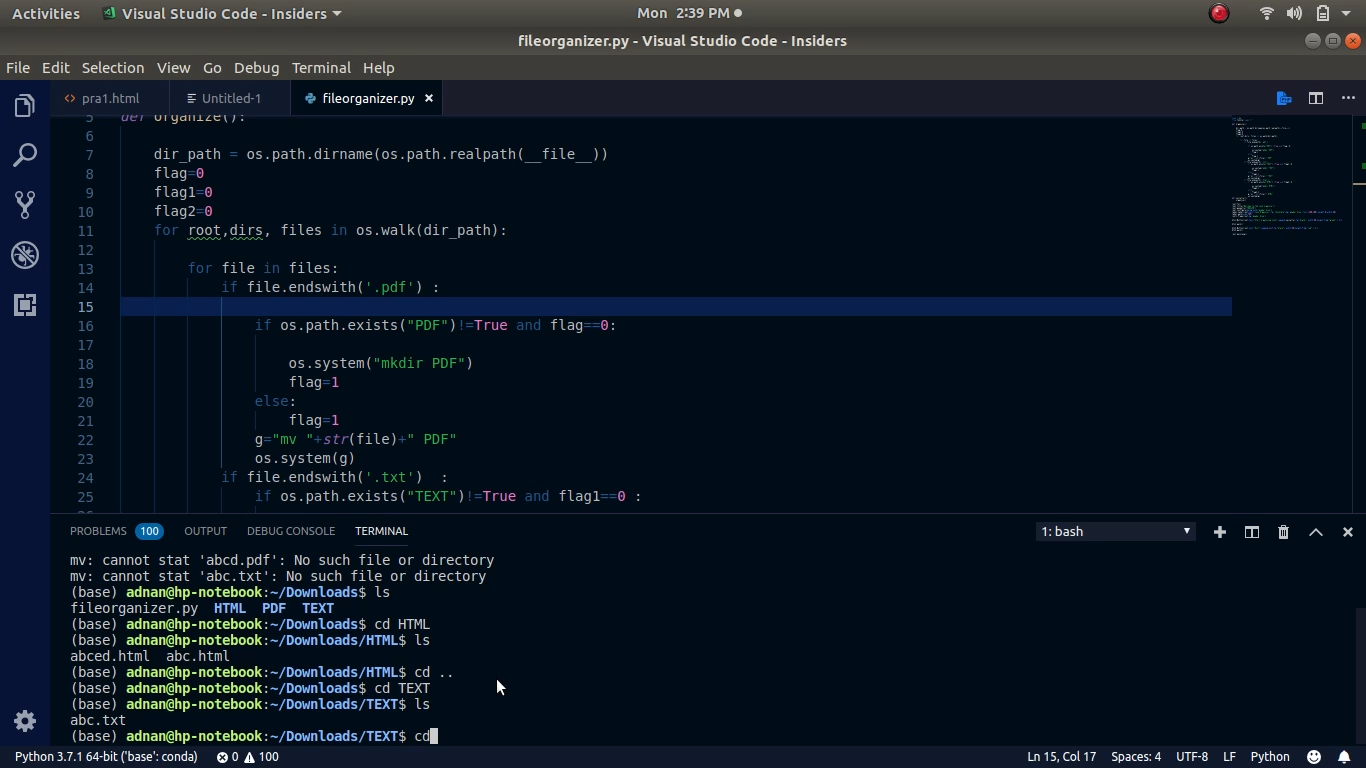 Activities Visual Studio Code - Insiders Mon 2:39 PM
fileorganizer.py - Visual Studio Code - Insiders
File Edit Selection View Go Debug Terminal Help
pra1.html Untitled-1 fileorganizer.py
5 def organize():
6
7 dir_path = os.path.dirname(os.path.realpath(__file__))
8 flag=0
9 flag1=0
10 flag2=0
11 for root,dirs, files in os.walk(dir_path):
12
13 for file in files:
14 if file.endswith('.pdf') :
15
16 if os.path.exists("PDF")!=True and flag==0:
17
18 os.system("mkdir PDF")
19 flag=1
20 else:
21 flag=1
22 g="mv "+str(file)+" PDF"
23 os.system(g)
24 if file.endswith('.txt')  :
25 if os.path.exists("TEXT")!=True and flag1==0 :
PROBLEMS 100 OUTPUT DEBUG CONSOLE TERMINAL 1: bash
mv: cannot stat 'abcd.pdf': No such file or directory
mv: cannot stat 'abc.txt': No such file or directory
(base) adnan@hp-notebook:~/Downloads$ ls
fileorganizer.py  HTML  PDF  TEXT
(base) adnan@hp-notebook:~/Downloads$ cd HTML
(base) adnan@hp-notebook:~/Downloads/HTML$ ls
abced.html  abc.html
(base) adnan@hp-notebook:~/Downloads/HTML$ cd ..
(base) adnan@hp-notebook:~/Downloads$ cd TEXT
(base) adnan@hp-notebook:~/Downloads/TEXT$ ls
abc.txt
(base) adnan@hp-notebook:~/Downloads/TEXT$ cd
Python 3.7.1 64-bit ('base': conda) 0 100 Ln 15, Col 17 Spaces: 4 UTF-8 LF Python